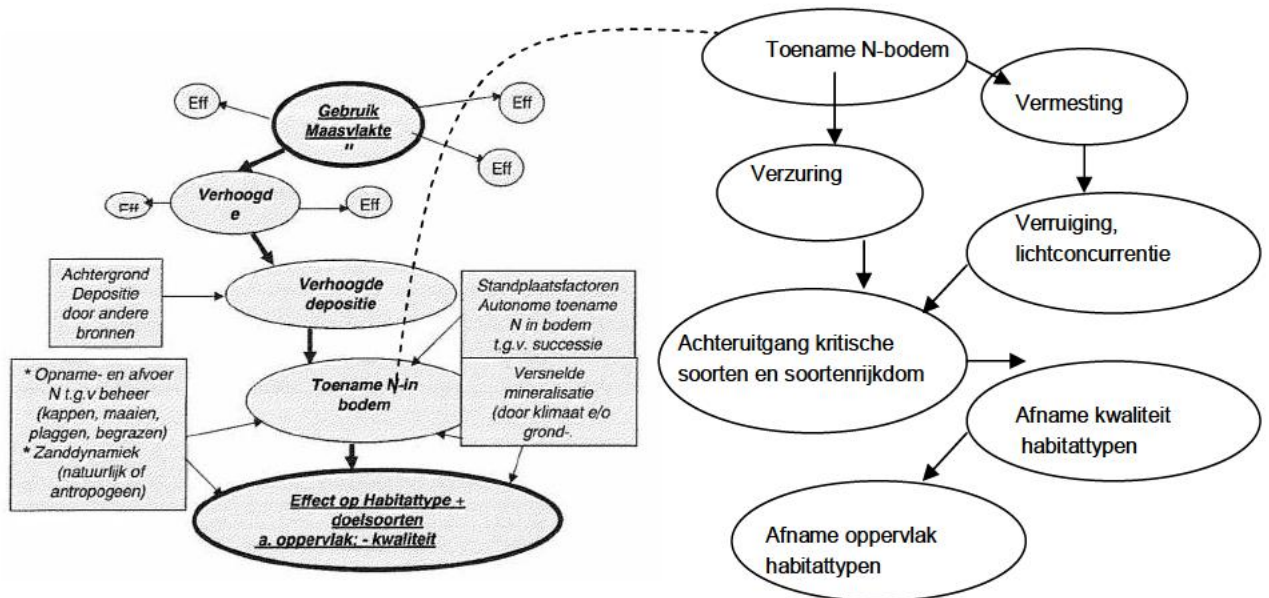 Eff
Gebruik
Maasvlakte
"
Eff
Eff
Verhoogd
e
Eff
Eff
Achtergrond
Depositie
door andere
bronnen
Verhoogde
depositie
Standplaatsfactoren
Autonome toename
N in bodem
t.g.v. successie
* Opname- en afvoer
N t.g.v beheer
(kappen, maaien,
plaggen, begrazen)
* Zanddynamiek
(natuurlijk of
antropogeen)
Toename N-in
bodem
Versnelde
mineralisatie
(door klimaat e/o
grond-.
Effect op Habitattype +
doelsoorten
a. oppervlak; - kwaliteit
Toename N-bodem
Vermesting
Verzuring
Verruiging,
lichtconcurrentie
Achteruitgang kritische
soorten en soortenrijkdom
Afname kwaliteit
habitattypen
Afname oppervlak
habitattypen